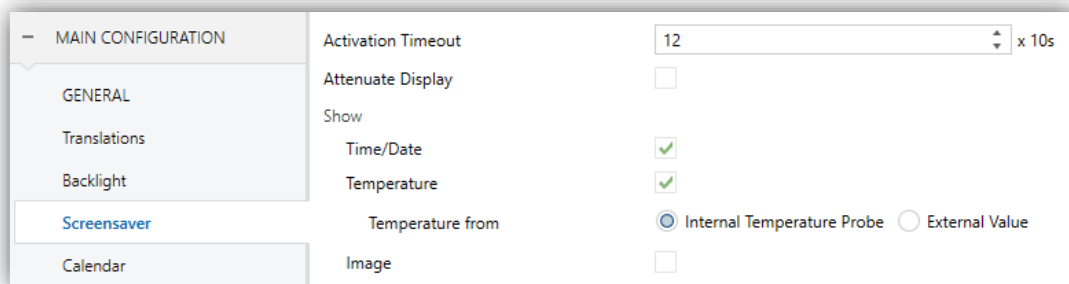 MAIN CONFIGURATION
GENERAL
Translations
Backlight
Screensaver
Calendar
Activation Timeout 12 x 10s
Attenuate Display
Show
Time/Date
Temperature
Temperature from Internal Temperature Probe External Value
Image